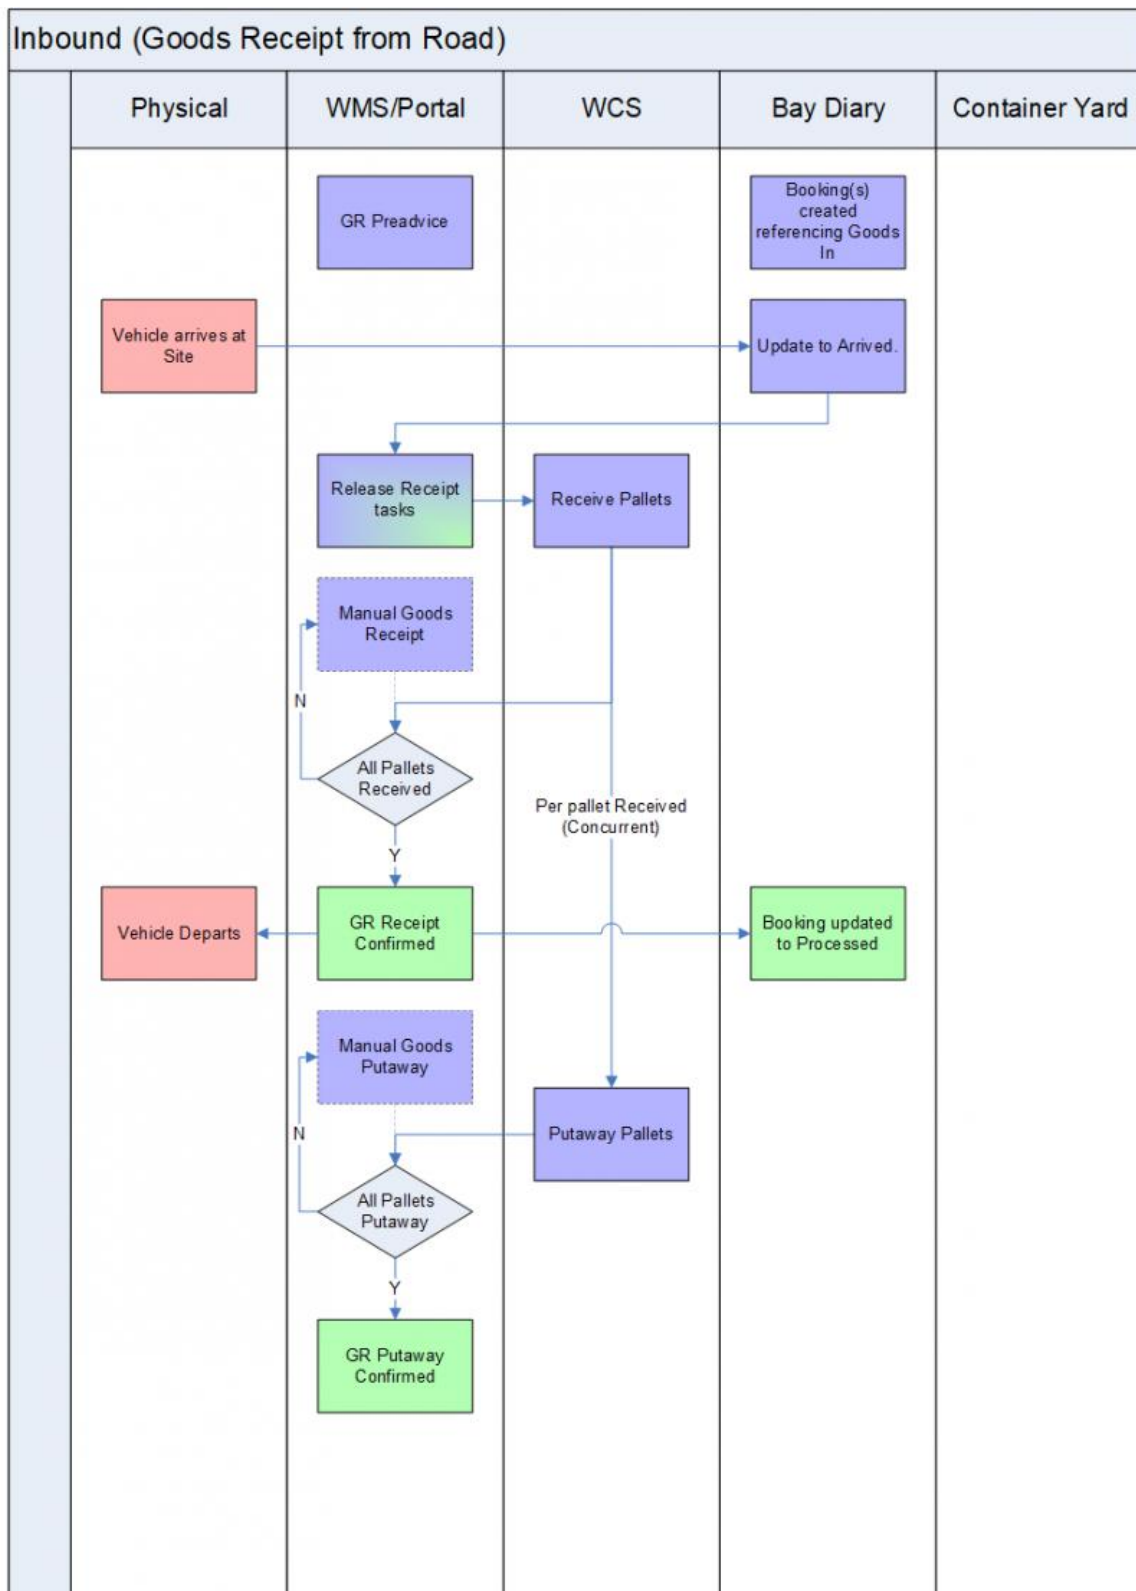 Inbound (Goods Receipt from Road)
Physical
WMS/Portal
WCS
Bay Diary
Container Yard
GR Preadvice
Booking(s)
created
referencing Goods
In
Vehicle arrives at
Site
Update to Arrived.
Release Receipt
tasks
Receive Pallets
Manual Goods
Receipt
N
All Pallets
Received
Per pallet Received
(Concurrent)
Y
Vehicle Departs
GR Receipt
Confirmed
Booking updated
to Processed
Manual Goods
Putaway
N
Putaway Pallets
All Pallets
Putaway
Y
GR Putaway
Confirmed